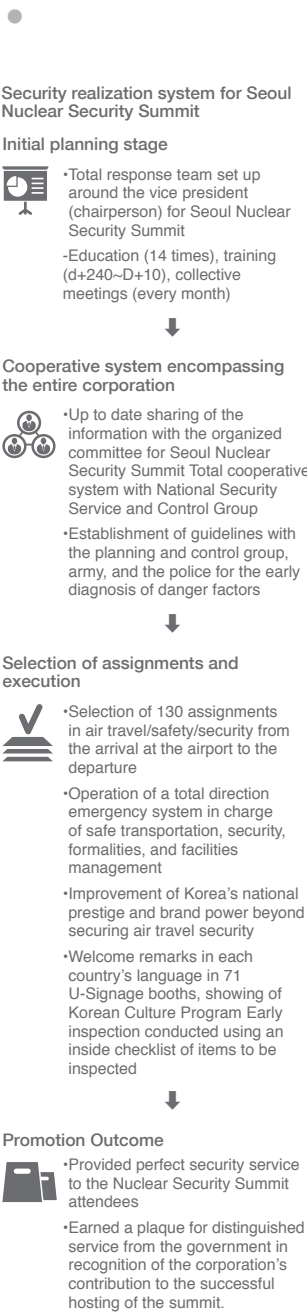 Security realization system for Seoul
Nuclear Security Summit
Initial planning stage
•Total response team set up
around the vice president
(chairperson) for Seoul Nuclear
Security Summit
-Education (14 times), training
(d+240~D+10), collective
meetings (every month)
Cooperative system encompassing
the entire corporation
•Up to date sharing of the
information with the organized
committee for Seoul Nuclear
Security Summit Total cooperative
system with National Security
Service and Control Group
•Establishment of guidelines with
the planning and control group,
army, and the police for the early
diagnosis of danger factors
Selection of assignments and
execution
•Selection of 130 assignments
in air travel/safety/security from
the arrival at the airport to the
departure
•Operation of a total direction
emergency system in charge
of safe transportation, security,
formalities, and facilities
management
•Improvement of Korea's national
prestige and brand power beyond
securing air travel security
•Welcome remarks in each
country's language in 71
U-Signage booths, showing of
Korean Culture Program Early
inspection conducted using an
inside checklist of items to be
inspected
Promotion Outcome
•Provided perfect security service
to the Nuclear Security Summit
attendees
•Earned a plaque for distinguished
service from the government in
recognition of the corporation's
contribution to the successful
hosting of the summit.